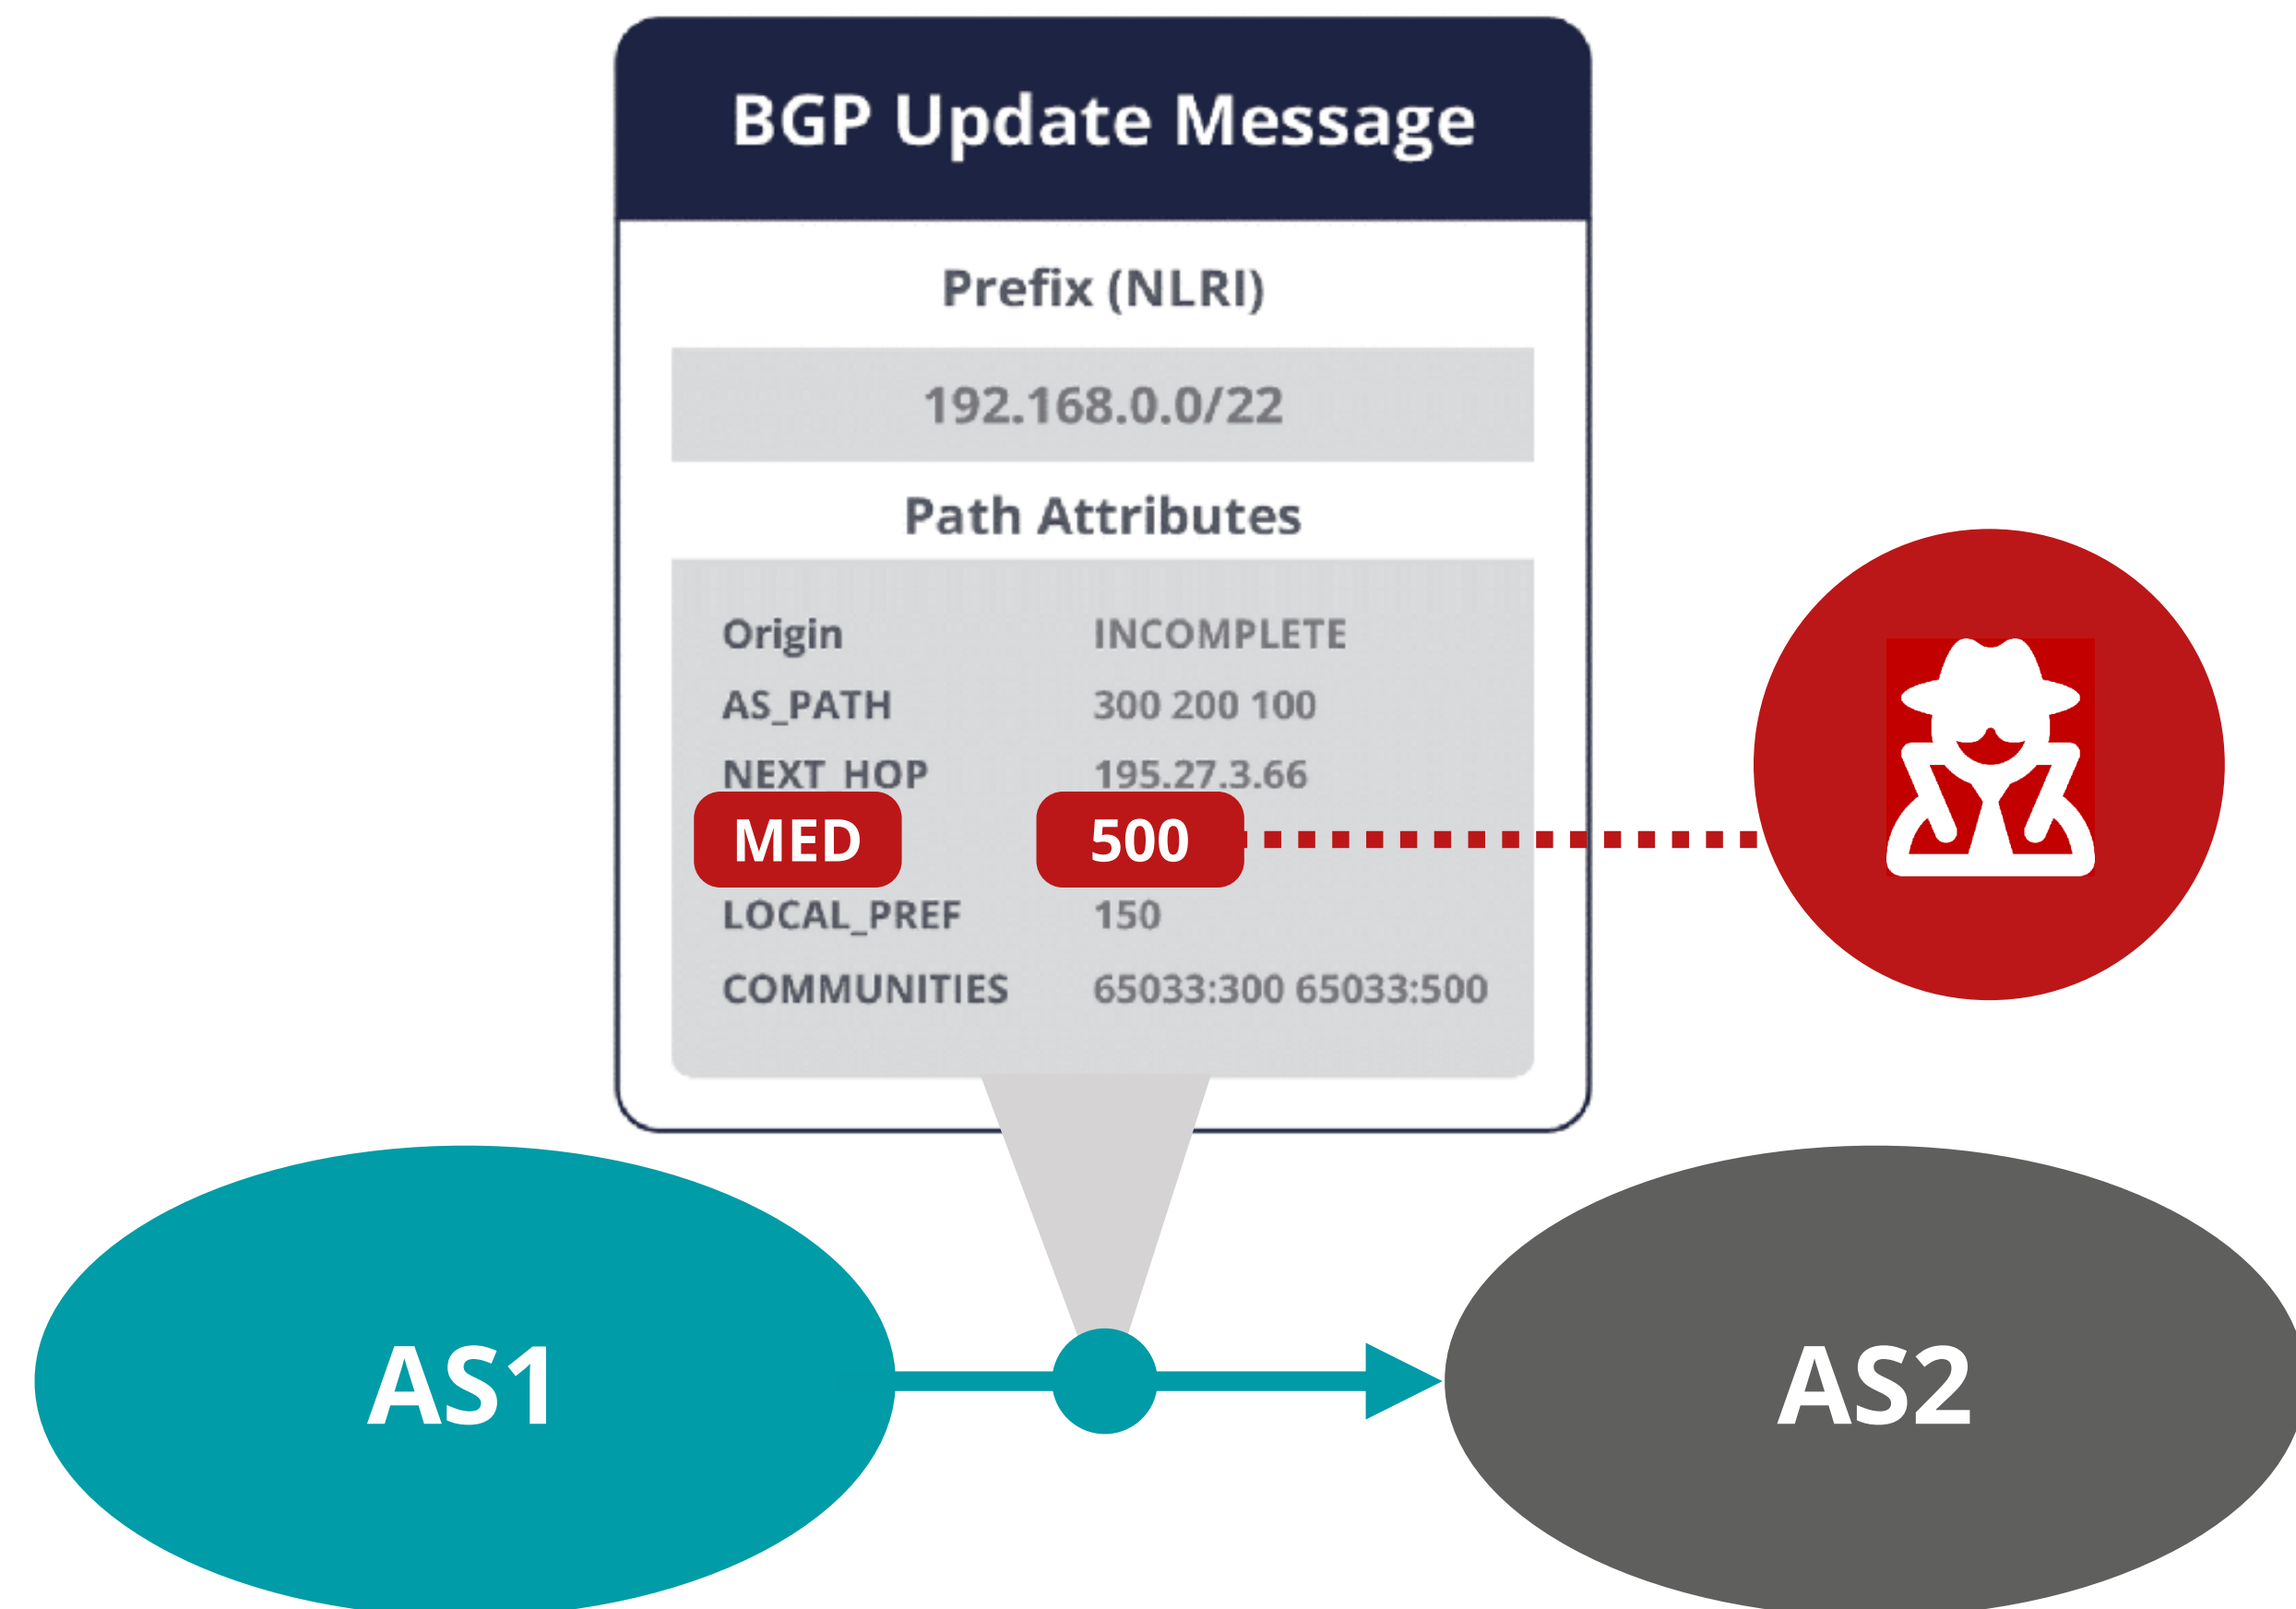 BGP Update Message
Prefix (NLRI)
192.168.0.0/22
Path Attributes
Origin INCOMPLETE
AS_PATH 300 200 100
NEXT_HOP 195.27.3.66
MED 500
LOCAL_PREF 150
COMMUNITIES 65033:300 65033:500
AS1 AS2